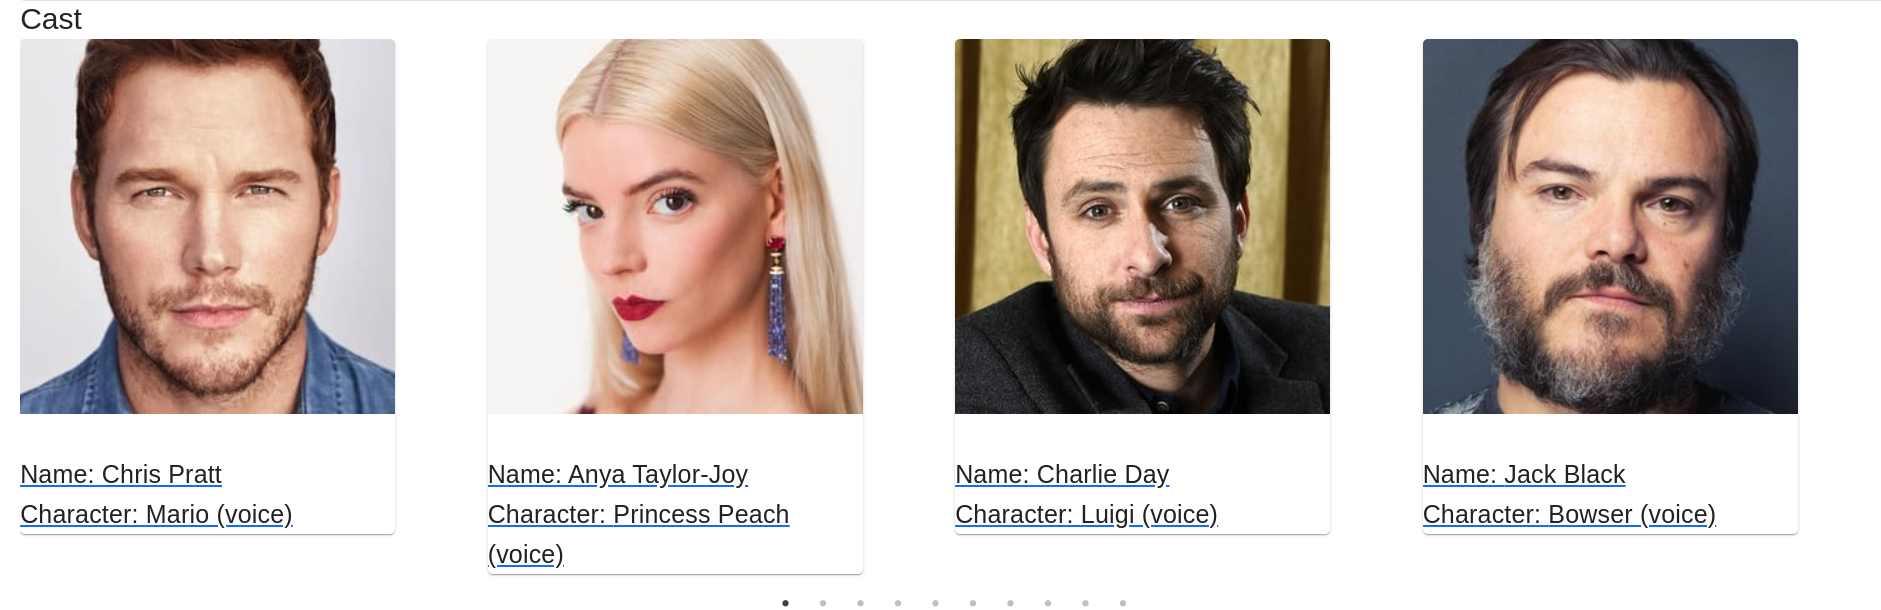 Cast
Name: Chris Pratt
Character: Mario (voice)
Name: Anya Taylor-Joy
Character: Princess Peach
(voice)
Name: Charlie Day
Character: Luigi (voice)
Name: Jack Black
Character: Bowser (voice)